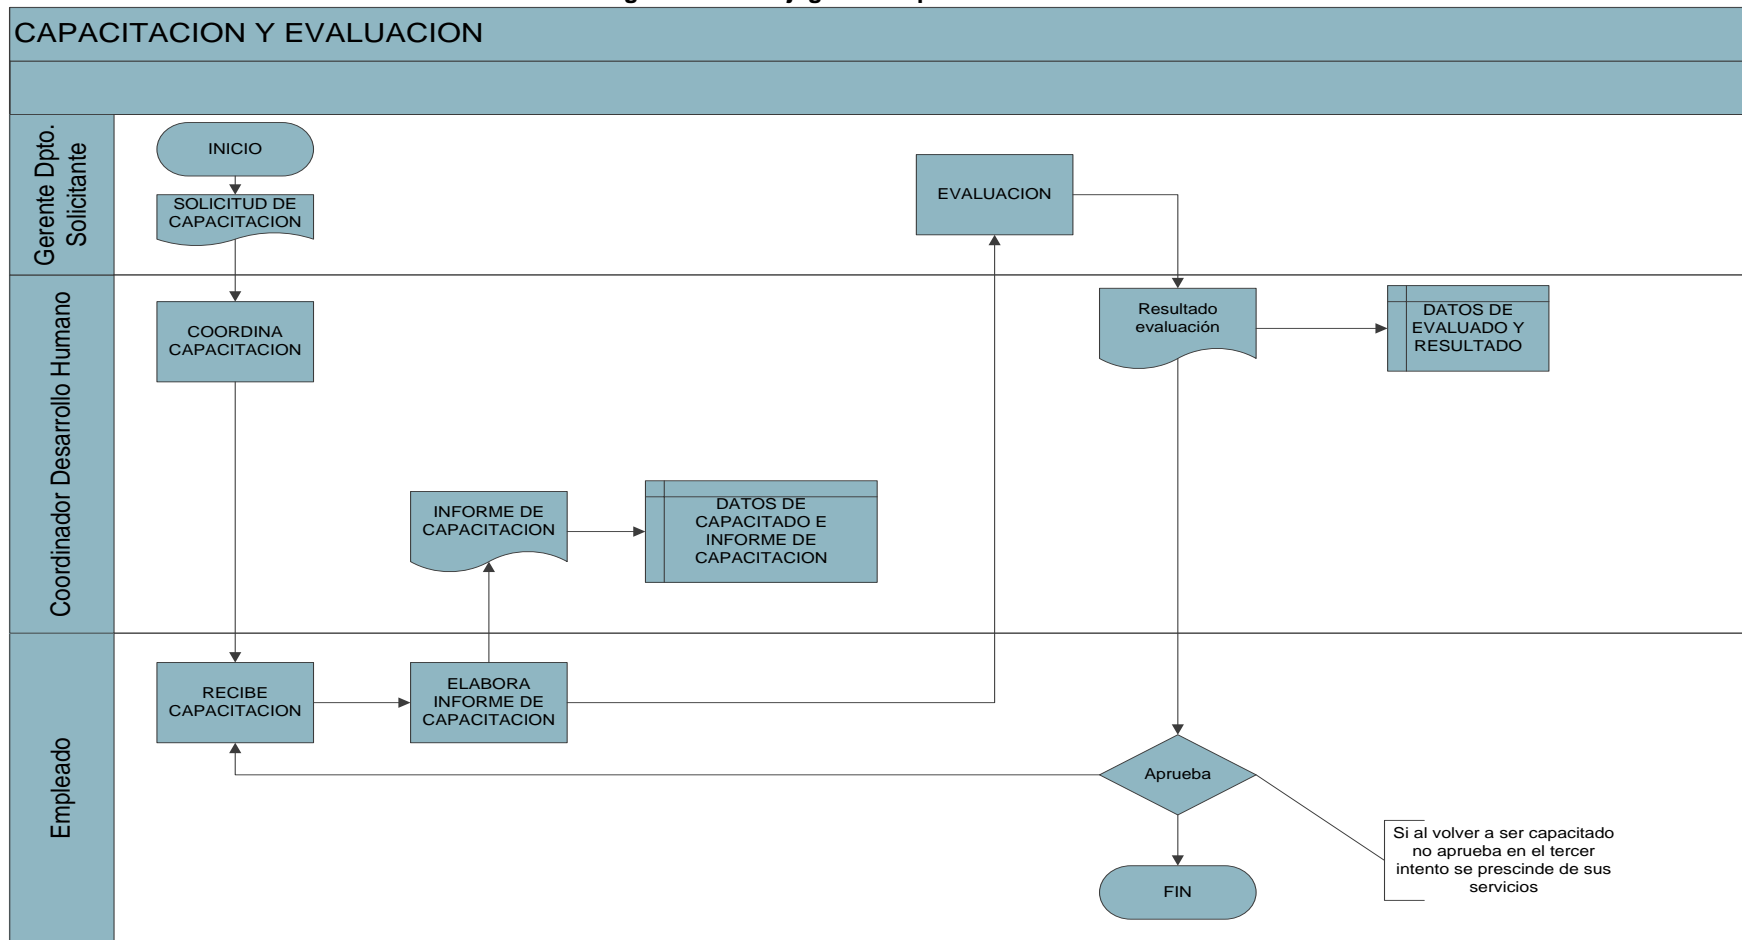 CAPACITACION Y EVALUACION
Gerente Dpto.
Solicitante
INICIO
SOLICITUD DE
CAPACITACION
EVALUACION
Coordinador Desarrollo Humano
COORDINA
CAPACITACION
Resultado
evaluación
DATOS DE
EVALUADO Y
RESULTADO
INFORME DE
CAPACITACION
DATOS DE
CAPACITADO E
INFORME DE
CAPACITACION
Empleado
RECIBE
CAPACITACION
ELABORA
INFORME DE
CAPACITACION
Aprueba
Si al volver a ser capacitado
no aprueba en el tercer
intento se prescinde de sus
servicios
FIN